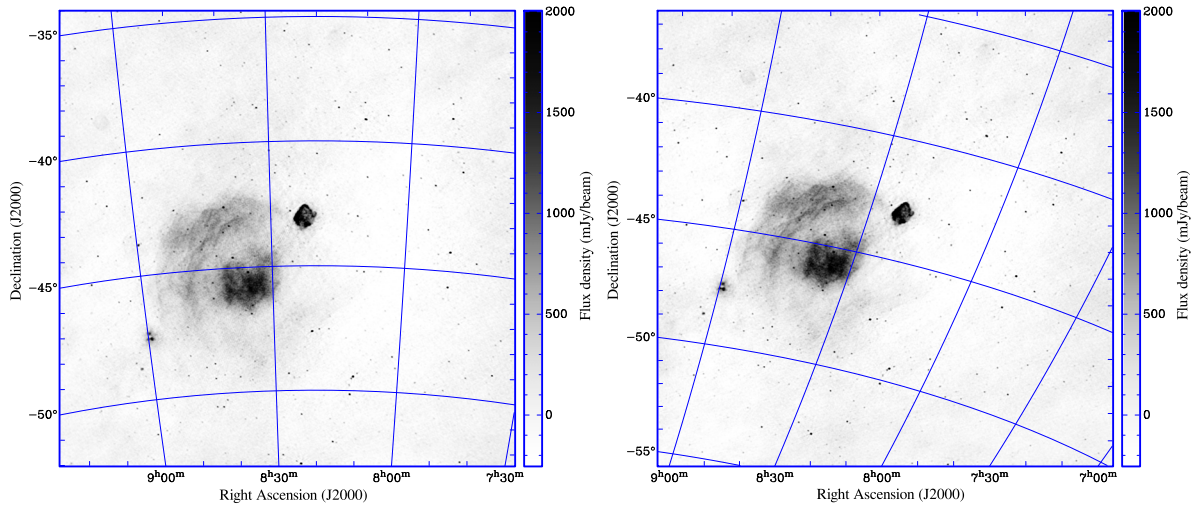 −35°
−40°
−45°
−50°
Declination (J2000)
9ʰ00ᵐ
8ʰ30ᵐ
8ʰ00ᵐ
7ʰ30ᵐ
Right Ascension (J2000)
2000
1500
1000
500
0
Flux density (mJy/beam)
−40°
−45°
−50°
−55°
Declination (J2000)
9ʰ00ᵐ
8ʰ30ᵐ
8ʰ00ᵐ
7ʰ30ᵐ
7ʰ00ᵐ
Right Ascension (J2000)
2000
1500
1000
500
0
Flux density (mJy/beam)